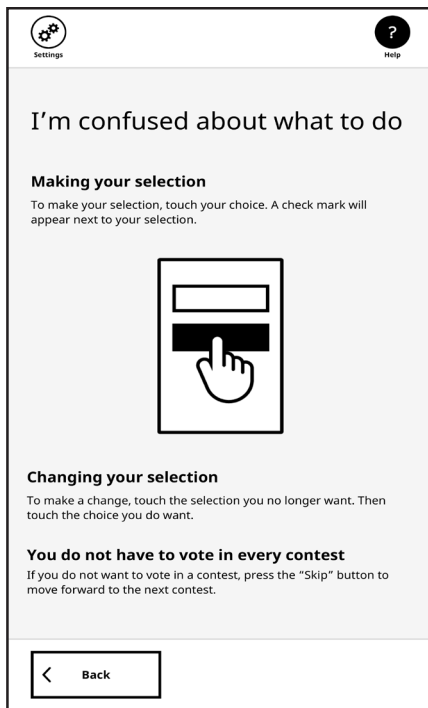 Settings
?
Help
I’m confused about what to do
Making your selection
To make your selection, touch your choice. A check mark will
appear next to your selection.
Changing your selection
To make a change, touch the selection you no longer want. Then
touch the choice you do want.
You do not have to vote in every contest
If you do not want to vote in a contest, press the “Skip” button to
move forward to the next contest.
Back